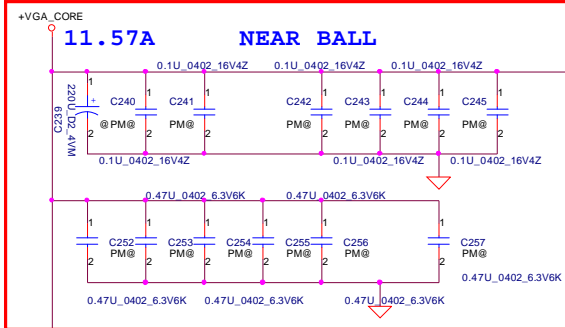 +VGA_CORE
11.57A NEAR BALL
0.1U_0402_16V4Z 0.1U_0402_16V4Z 0.1U_0402_16V4Z
1 1 1 1 1 1 1
220U_D2_4VM
C239
+
C240 C241 C242 C243 C244 C245
@PM@ PM@ PM@ PM@ PM@ PM@
2 2 2 2 2 2 2
0.1U_0402_16V4Z 0.1U_0402_16V4Z 0.1U_0402_16V4Z
0.47U_0402_6.3V6K 0.47U_0402_6.3V6K
1 1 1 1 1 1
C252 C253 C254 C255 C256 C257
PM@ PM@ PM@ PM@ PM@ PM@
2 2 2 2 2 2
0.47U_0402_6.3V6K
0.47U_0402_6.3V6K 0.47U_0402_6.3V6K 0.47U_0402_6.3V6K